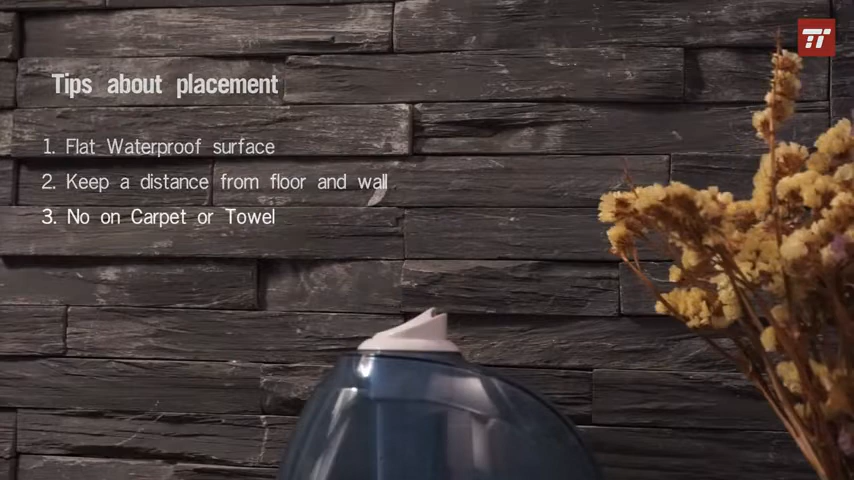 Tips about placement
1. Flat Waterproof surface
2. Keep a distance from floor and wall
3. No on Carpet or Towel